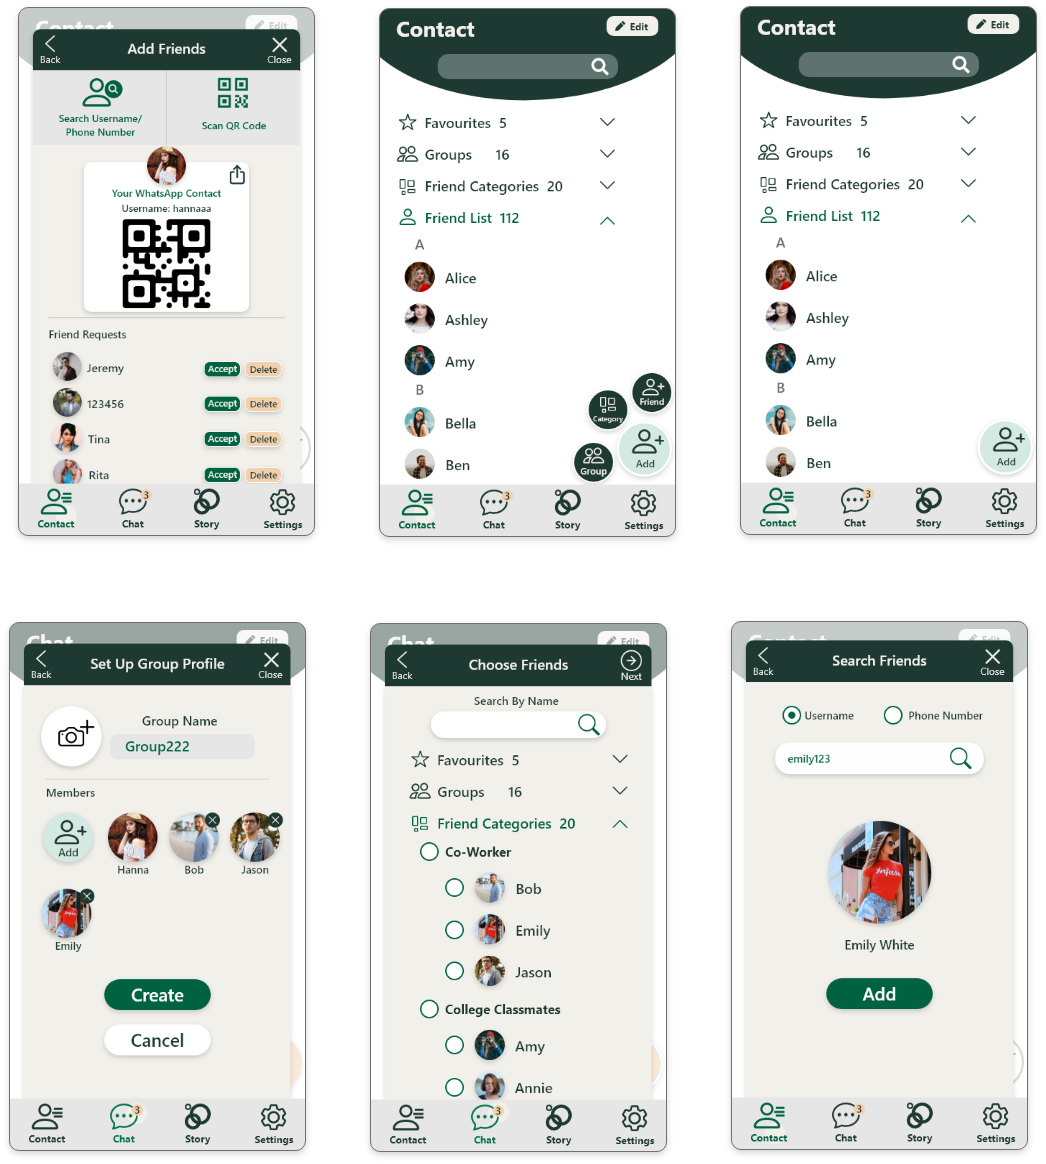 Contact
Edit
Back
Add Friends
Close
Search Username/
Phone Number
Scan QR Code
Your WhatsApp Contact
Username: hannaaa
Friend Requests
Jeremy
Accept
Delete
123456
Accept
Delete
Tina
Accept
Delete
Rita
Accept
Delete
Contact
3
Chat
Story
Settings
Contact
Edit
Favourites 5
Groups 16
Friend Categories 20
Friend List 112
A
Alice
Ashley
Amy
B
Bella
Ben
Friend
Category
Group
Add
Contact
3
Chat
Story
Settings
Contact
Edit
Favourites 5
Groups 16
Friend Categories 20
Friend List 112
A
Alice
Ashley
Amy
B
Bella
Ben
Add
Contact
3
Chat
Story
Settings
Chat
Edit
Back
Set Up Group Profile
Close
Group Name
Group222
Members
Add
Hanna
Bob
Jason
Emily
Create
Cancel
Contact
3
Chat
Story
Settings
Chat
Edit
Back
Choose Friends
Next
Search By Name
Favourites 5
Groups 16
Friend Categories 20
Co-Worker
Bob
Emily
Jason
College Classmates
Amy
Annie
Contact
3
Chat
Story
Settings
Contact
Edit
Back
Search Friends
Close
Username
Phone Number
emily123
Emily White
Add
Contact
3
Chat
Story
Settings